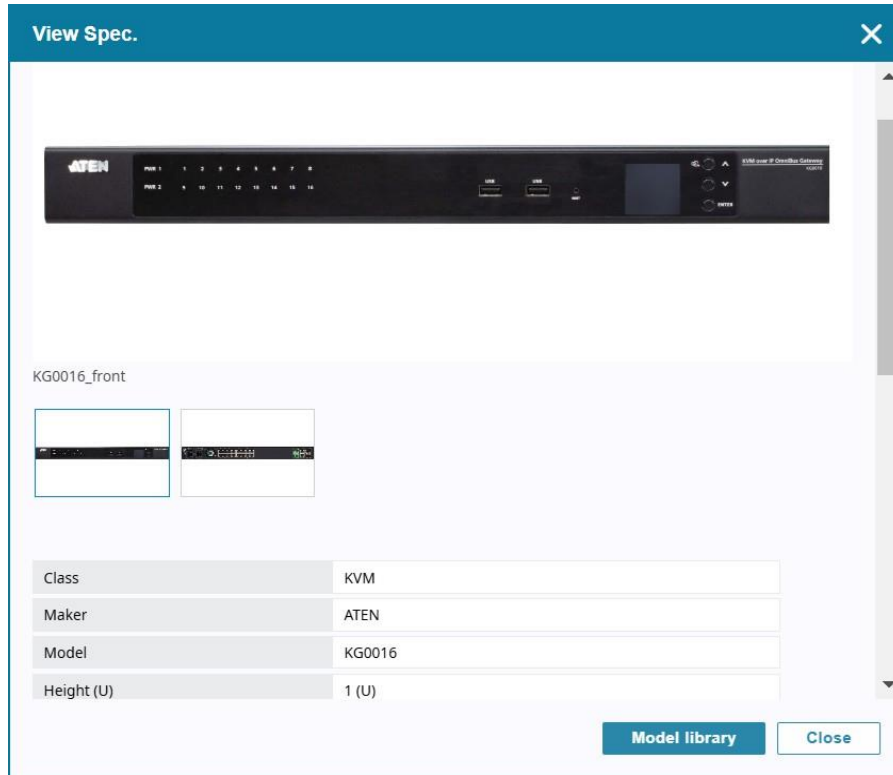 View Spec.
ATEN
PWR 1 1 2 3 4 5 6 7 8
PWR 2 9 10 11 12 13 14 15 16
USB USB
ENTER
KVM over IP OmniBus Gateway
KG0016_front
Class KVM
Maker ATEN
Model KG0016
Height (U) 1 (U)
Model library Close